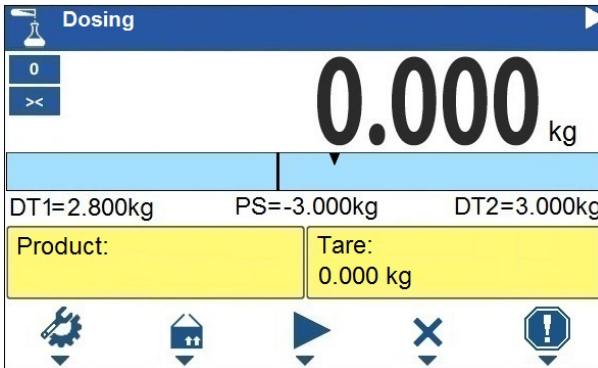 Dosing
0
><
0.000 kg
DT1=2.800kg PS=-3.000kg DT2=3.000kg
Product: Tare:
0.000 kg